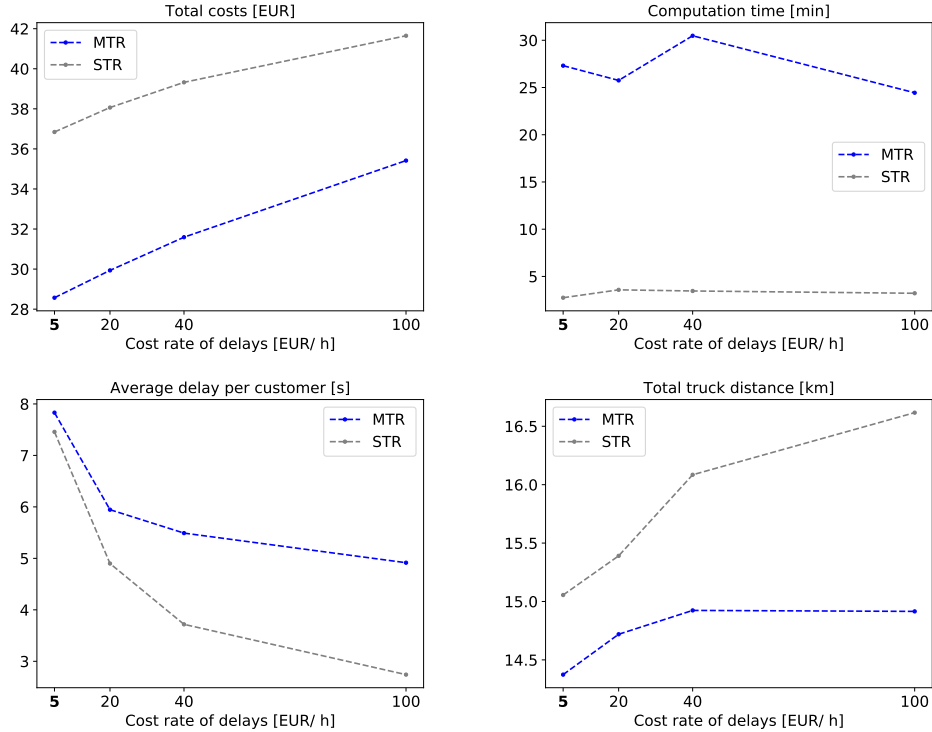 Total costs [EUR]
42
40
38
36
34
32
30
28
MTR
STR
5 20 40 100
Cost rate of delays [EUR/ h]
Computation time [min]
30
25
20
15
10
5
MTR
STR
5 20 40 100
Cost rate of delays [EUR/ h]
Average delay per customer [s]
8
7
6
5
4
3
MTR
STR
5 20 40 100
Cost rate of delays [EUR/ h]
Total truck distance [km]
16.5
16.0
15.5
15.0
14.5
MTR
STR
5 20 40 100
Cost rate of delays [EUR/ h]